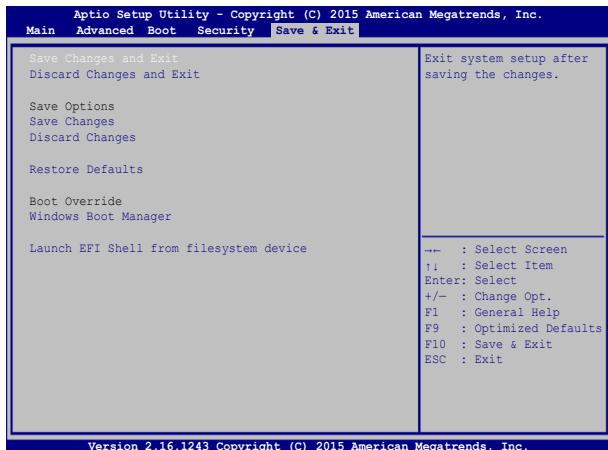 Aptio Setup Utility - Copyright (C) 2015 American Megatrends, Inc.
Main Advanced Boot Security Save & Exit
Save Changes and Exit
Discard Changes and Exit
Save Options
Save Changes
Discard Changes
Restore Defaults
Boot Override
Windows Boot Manager
Launch EFI Shell from filesystem device
Exit system setup after
saving the changes.
→← : Select Screen
↑↓ : Select Item
Enter: Select
+/— : Change Opt.
F1 : General Help
F9 : Optimized Defaults
F10 : Save & Exit
ESC : Exit
Version 2.16.1243 Copyright (C) 2015 American Megatrends, Inc.